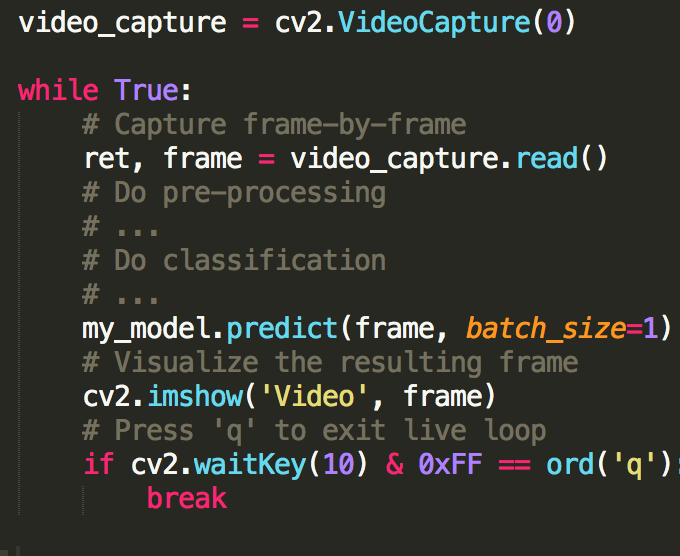 video_capture = cv2.VideoCapture(0)
while True:
# Capture frame-by-frame
ret, frame = video_capture.read()
# Do pre-processing
# ...
# Do classification
# ...
my_model.predict(frame, batch_size=1)
# Visualize the resulting frame
cv2.imshow('Video', frame)
# Press 'q' to exit live loop
if cv2.waitKey(10) & 0xFF == ord('q'):
break